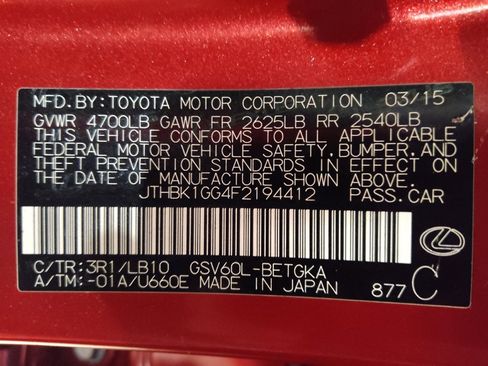 MFD.BY:TOYOTA MOTOR CORPORATION 03/15
GVWR 4700LB GAWR FR 2625LB RR 2540LB
THIS VEHICLE CONFORMS TO ALL APPLICABLE
FEDERAL MOTOR VEHICLE SAFETY,BUMPER,AND
THEFT PREVENTION STANDARDS IN EFFECT ON
THE DATE OF MANUFACTURE SHOWN ABOVE.
JTHBK1GG4F2194412 PASS.CAR
C/TR:3R1/LB10 GSV60L-BETGKA
A/TM:-01A/U660E MADE IN JAPAN 877 C